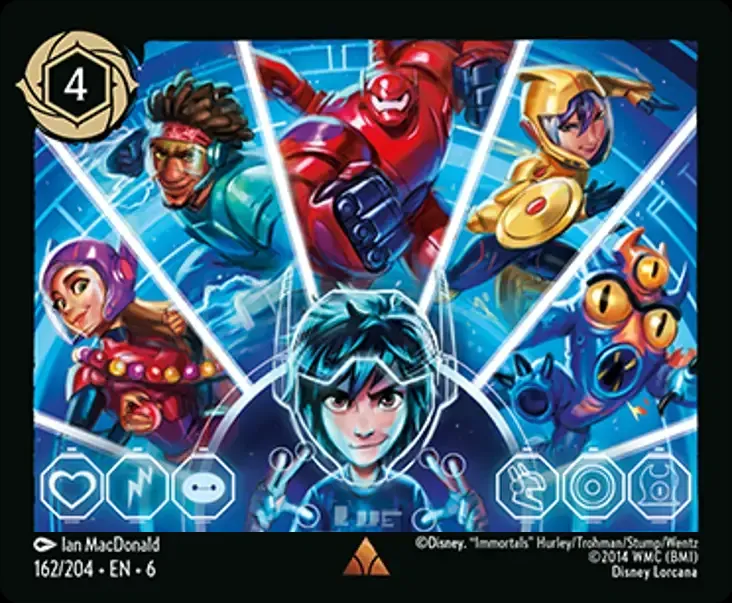 4
Ian MacDonald
162/204 • EN • 6
©Disney, "Immortals" Hurley/Trohman/Stump/Wentz
©2014 WMC (BMI)
Disney Lorcana